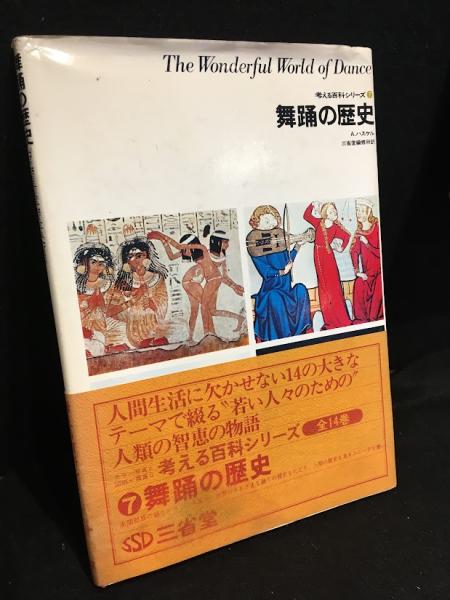 The Wonderful World of Dance
考える百科シリーズ 7
舞踊の歴史
A.ハスケル
三省堂編修所訳
舞踊の歴史
人間生活に欠かせない14の大きな
テーマで綴る“若い人々のための”
人類の智恵の物語
考える百科シリーズ 全14巻
7 舞踊の歴史
SSD 三省堂